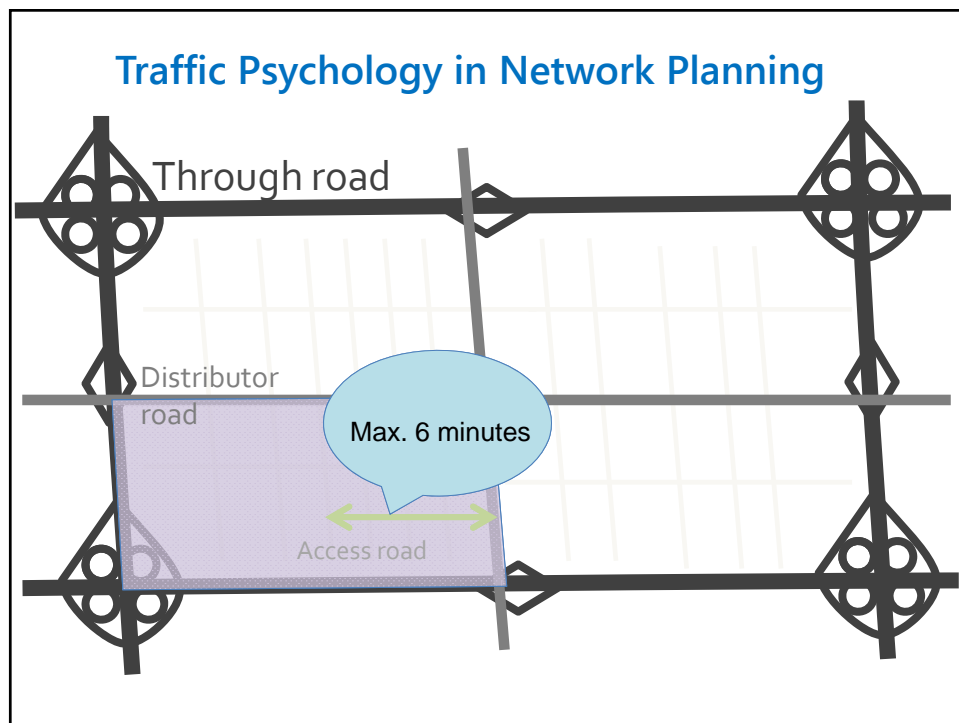 Traffic Psychology in Network Planning
Through road
Distributor
road
Max. 6 minutes
Access road